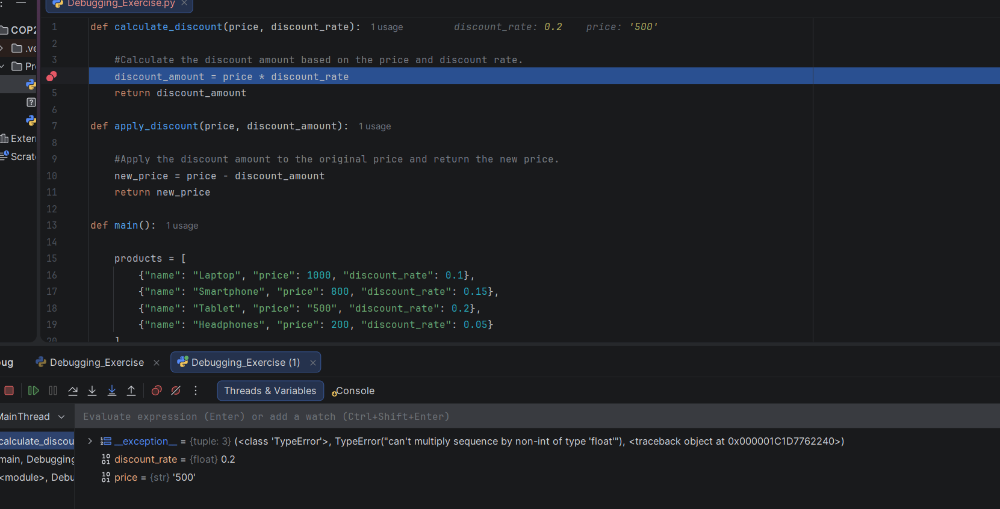 Debugging_Exercise.py
COP2
.ve
Pr
Exter
Scrat
1 def calculate_discount(price, discount_rate): 1 usage discount_rate: 0.2 price: '500'
2
3 #Calculate the discount amount based on the price and discount rate.
discount_amount = price * discount_rate
5 return discount_amount
6
7 def apply_discount(price, discount_amount): 1 usage
8
9 #Apply the discount amount to the original price and return the new price.
10 new_price = price - discount_amount
11 return new_price
12
13 def main(): 1 usage
14
15 products = [
16 {"name": "Laptop", "price": 1000, "discount_rate": 0.1},
17 {"name": "Smartphone", "price": 800, "discount_rate": 0.15},
18 {"name": "Tablet", "price": "500", "discount_rate": 0.2},
19 {"name": "Headphones", "price": 200, "discount_rate": 0.05}
20 ]
ug Debugging_Exercise Debugging_Exercise (1)
Threads & Variables Console
MainThread Evaluate expression (Enter) or add a watch (Ctrl+Shift+Enter)
calculate_discou __exception__ = {tuple: 3} (<class 'TypeError'>, TypeError("can't multiply sequence by non-int of type 'float'"), <traceback object at 0x000001C1D7762240>)
main, Debugging discount_rate = {float} 0.2
<module>, Debu price = {str} '500'